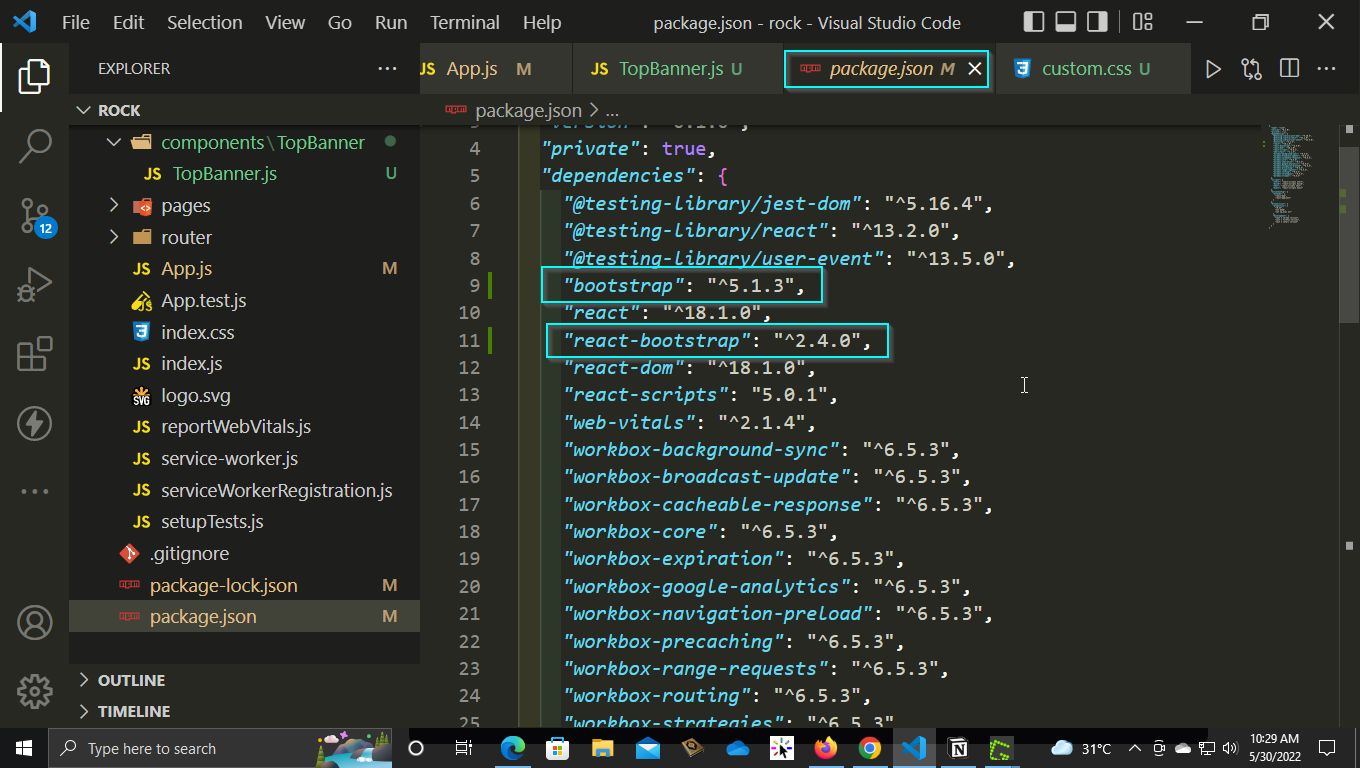 File Edit Selection View Go Run Terminal Help package.json - rock - Visual Studio Code
EXPLORER
JS App.js M
JS TopBanner.js U
package.json M
custom.css U
ROCK
package.json > ...
components\TopBanner
JS TopBanner.js U
pages
router
JS App.js M
App.test.js
index.css
JS index.js
SVG logo.svg
JS reportWebVitals.js
JS service-worker.js
JS serviceWorkerRegistration.js
JS setupTests.js
.gitignore
package-lock.json M
package.json M
OUTLINE
TIMELINE
12
4 "private": true,
5 "dependencies": {
6 "@testing-library/jest-dom": "^5.16.4",
7 "@testing-library/react": "^13.2.0",
8 "@testing-library/user-event": "^13.5.0",
9 "bootstrap": "^5.1.3",
10 "react": "^18.1.0",
11 "react-bootstrap": "^2.4.0",
12 "react-dom": "^18.1.0",
13 "react-scripts": "5.0.1",
14 "web-vitals": "^2.1.4",
15 "workbox-background-sync": "^6.5.3",
16 "workbox-broadcast-update": "^6.5.3",
17 "workbox-cacheable-response": "^6.5.3",
18 "workbox-core": "^6.5.3",
19 "workbox-expiration": "^6.5.3",
20 "workbox-google-analytics": "^6.5.3",
21 "workbox-navigation-preload": "^6.5.3",
22 "workbox-precaching": "^6.5.3",
23 "workbox-range-requests": "^6.5.3",
24 "workbox-routing": "^6.5.3",
25 "workbox-strategies": "^6.5.3"
Type here to search
31°C
10:29 AM
5/30/2022